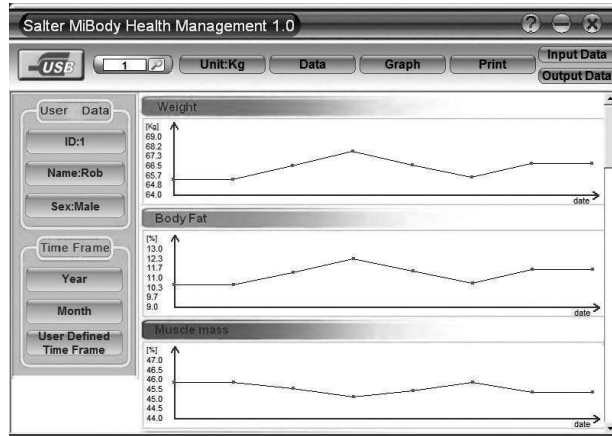 Salter MiBody Health Management 1.0
?
USB
1
Unit:Kg
Data
Graph
Print
Input Data
Output Data
User Data
ID:1
Name:Rob
Sex:Male
Time Frame
Year
Month
User Defined
Time Frame
Weight
[Kg]
69.0
68.2
67.3
66.5
65.7
64.8
64.0
date
Body Fat
[%]
13.0
12.3
11.7
11.0
10.3
9.7
9.0
date
Muscle mass
[%]
47.0
46.5
46.0
45.5
45.0
44.5
44.0
date